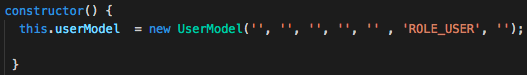 constructor() {
this.userModel  = new UserModel('', '', '', '', '' , 'ROLE_USER', '');
}